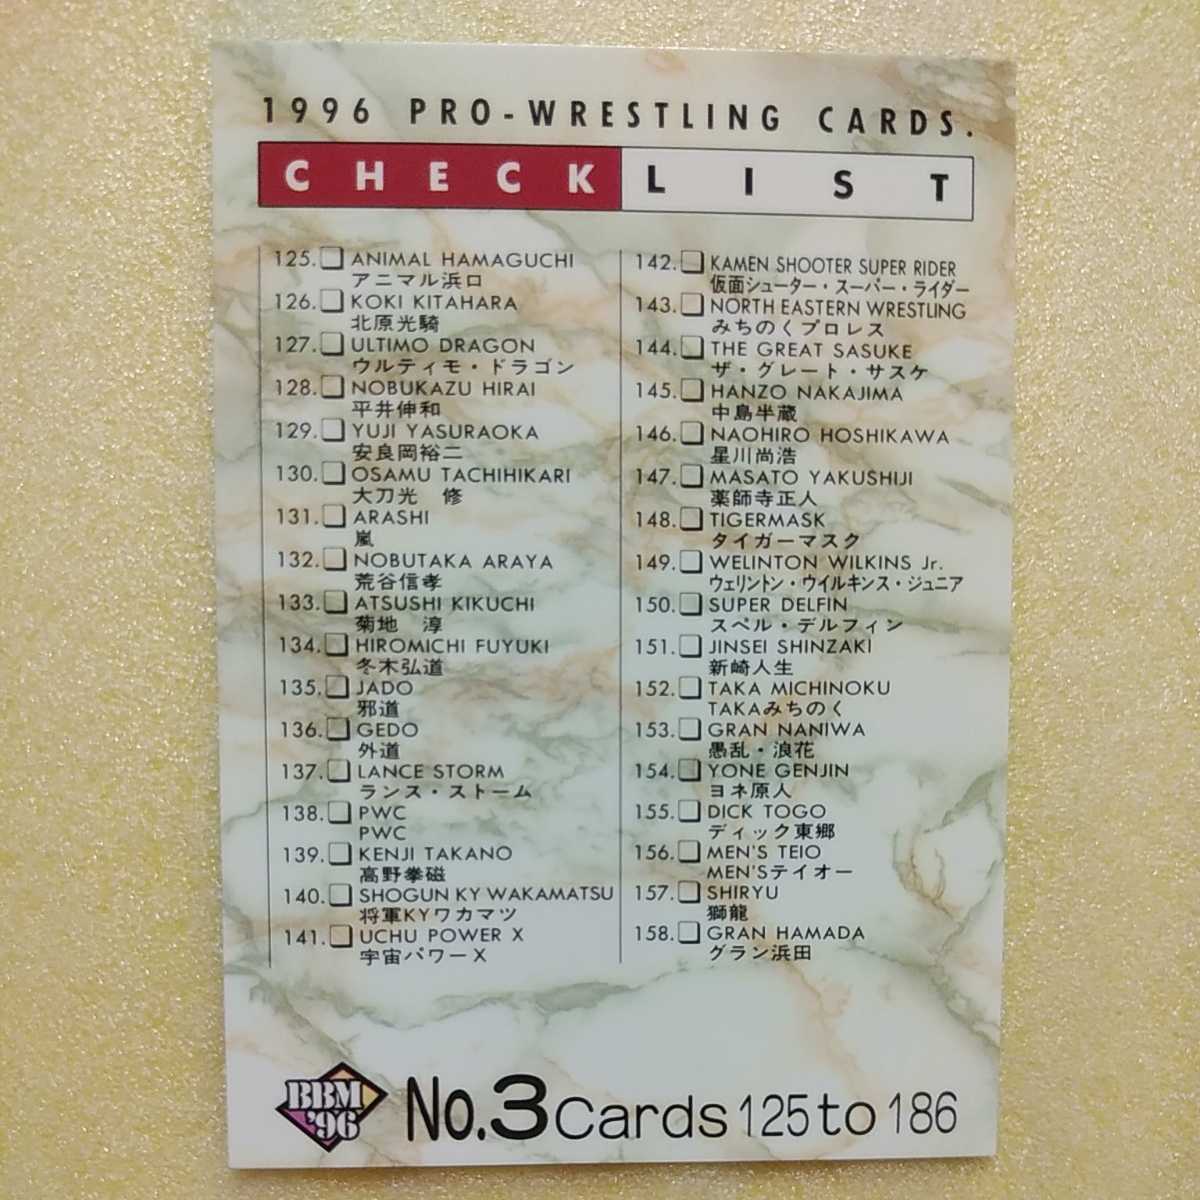 1996 PRO-WRESTLING CARDS.
CHECKLIST
125. ANIMAL HAMAGUCHI
アニマル浜口
126. KOKI KITAHARA
北原光騎
127. ULTIMO DRAGON
ウルティモ・ドラゴン
128. NOBUKAZU HIRAI
平井伸和
129. YUJI YASURAOKA
安良岡裕二
130. OSAMU TACHIHIKARI
大刀光　修
131. ARASHI
嵐
132. NOBUTAKA ARAYA
荒谷信孝
133. ATSUSHI KIKUCHI
菊地　淳
134. HIROMICHI FUYUKI
冬木弘道
135. JADO
邪道
136. GEDO
外道
137. LANCE STORM
ランス・ストーム
138. PWC
PWC
139. KENJI TAKANO
高野拳磁
140. SHOGUN KY WAKAMATSU
将軍KYワカマツ
141. UCHU POWER X
宇宙パワーX
142. KAMEN SHOOTER SUPER RIDER
仮面シューター・スーパー・ライダー
143. NORTH EASTERN WRESTLING
みちのくプロレス
144. THE GREAT SASUKE
ザ・グレート・サスケ
145. HANZO NAKAJIMA
中島半蔵
146. NAOHIRO HOSHIKAWA
星川尚浩
147. MASATO YAKUSHIJI
薬師寺正人
148. TIGERMASK
タイガーマスク
149. WELINTON WILKINS Jr.
ウェリントン・ウイルキンス・ジュニア
150. SUPER DELFIN
スペル・デルフィン
151. JINSEI SHINZAKI
新崎人生
152. TAKA MICHINOKU
TAKAみちのく
153. GRAN NANIWA
愚乱・浪花
154. YONE GENJIN
ヨネ原人
155. DICK TOGO
ディック東郷
156. MEN'S TEIO
MEN'Sテイオー
157. SHIRYU
獅龍
158. GRAN HAMADA
グラン浜田
BBM
'96
No.3 Cards 125 to 186